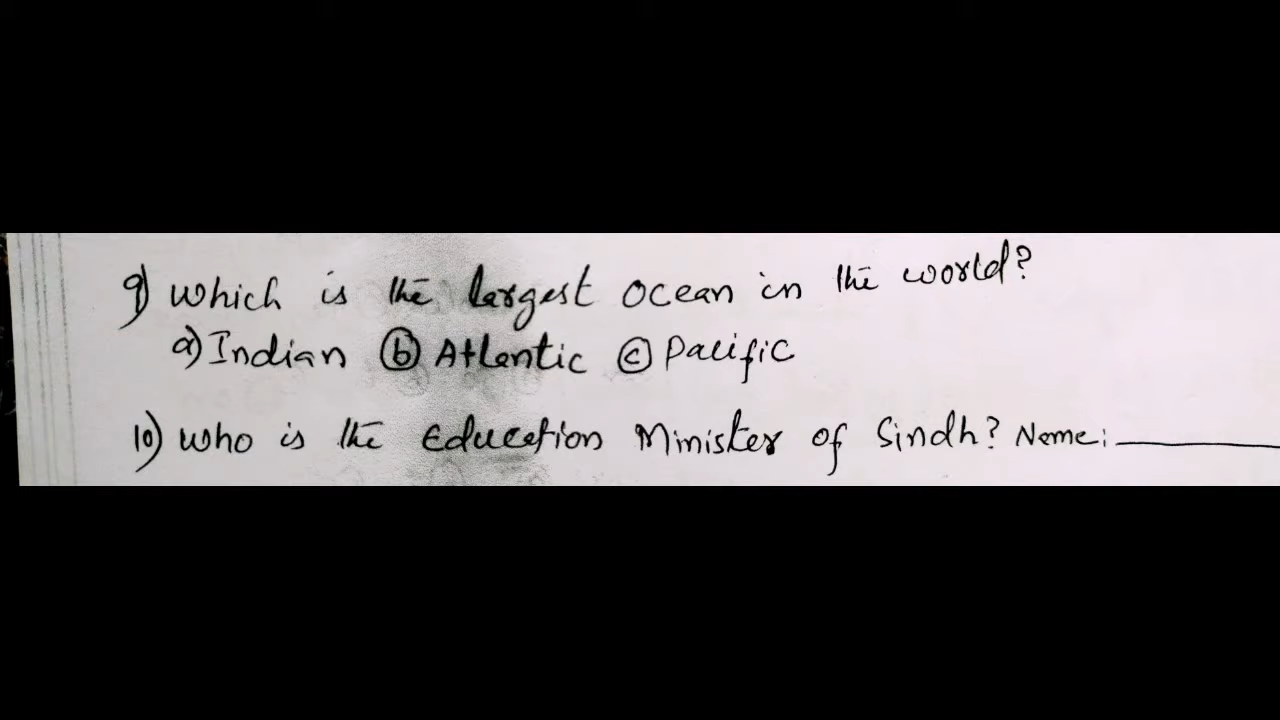 9) which is the largest ocean in the world?
a) Indian (b) Atlantic (c) Pacific
10) who is the Education Minister of Sindh? Name: ________